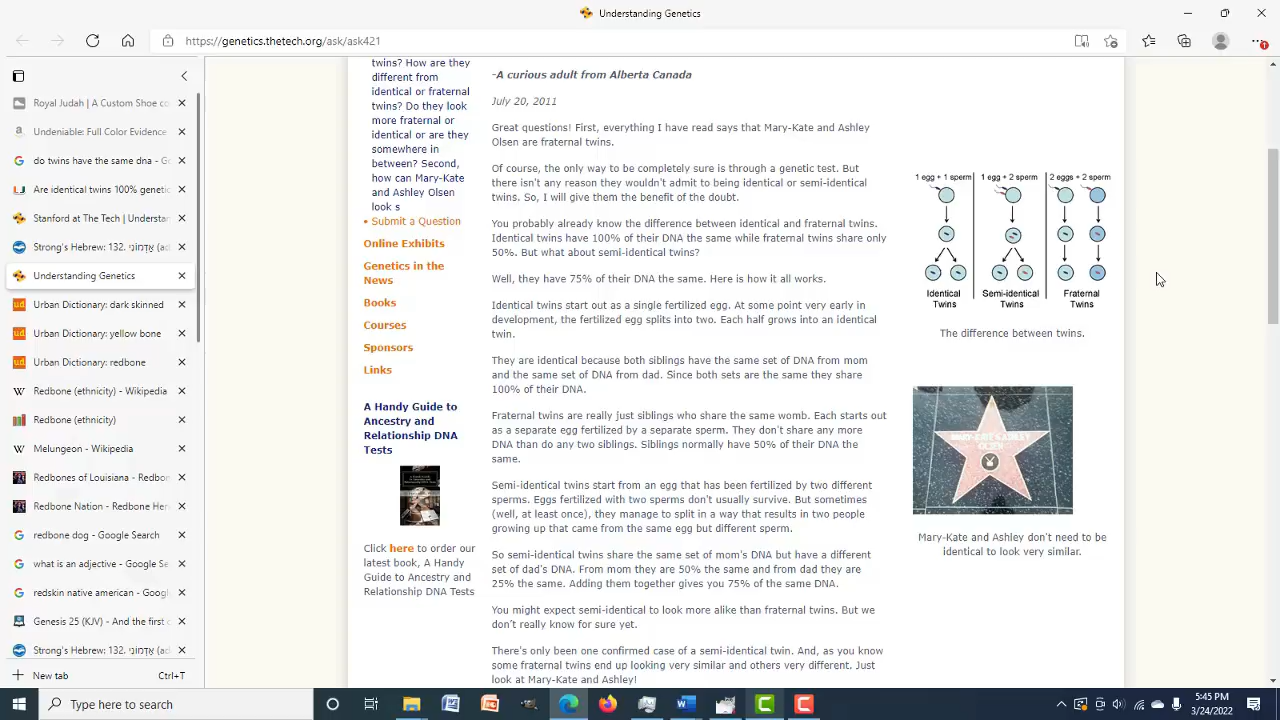 Understanding Genetics
https://genetics.thetech.org/ask/ask421
Royal Judah | A Custom Shoe co
Undeniable: Full Color Evidence
do twins have the same dna - Go
Are identical twins 100% genetic
Stanford at The Tech | Understan
Strong's Hebrew: 132. אַדְמֹנִי (ad
Understanding Genetics
Urban Dictionary: dark skinned
Urban Dictionary: yellow bone
Urban Dictionary: redbone
Redbone (ethnicity) - Wikipedia
Redbone (ethnicity)
Melungeon - Wikipedia
Redbones of Louisiana - Redbo
Redbone Nation - Redbone Heri
redbone dog - Google Search
what is an adjective - Google Se
redskin native american - Googl
Genesis 25 (KJV) - And the first c
Strong's Hebrew: 132. אַדְמֹנִי (ad
New tab
Ctrl+T
twins? How are they
different from
identical or fraternal
twins? Do they look
more fraternal or
identical or are they
somewhere in
between? Second,
how can Mary-Kate
and Ashley Olsen
look s
• Submit a Question
Online Exhibits
Genetics in the
News
Books
Courses
Sponsors
Links
A Handy Guide to
Ancestry and
Relationship DNA
Tests
Click here to order our
latest book, A Handy
Guide to Ancestry and
Relationship DNA Tests
-A curious adult from Alberta Canada
July 20, 2011
Great questions! First, everything I have read says that Mary-Kate and Ashley
Olsen are fraternal twins.
Of course, the only way to be completely sure is through a genetic test. But
there isn't any reason they wouldn't admit to being identical or semi-identical
twins. So, I will give them the benefit of the doubt.
You probably already know the difference between identical and fraternal twins.
Identical twins have 100% of their DNA the same while fraternal twins share only
50%. But what about semi-identical twins?
Well, they have 75% of their DNA the same. Here is how it all works.
Identical twins start out as a single fertilized egg. At some point very early in
development, the fertilized egg splits into two. Each half grows into an identical
twin.
They are identical because both siblings have the same set of DNA from mom
and the same set of DNA from dad. Since both sets are the same they share
100% of their DNA.
Fraternal twins are really just siblings who share the same womb. Each starts out
as a separate egg fertilized by a separate sperm. They don't share any more
DNA than do any two siblings. Siblings normally have 50% of their DNA the
same.
Semi-identical twins start from an egg that has been fertilized by two different
sperms. Eggs fertilized with two sperms don't usually survive. But sometimes
(well, at least once), they manage to split in a way that results in two people
growing up that came from the same egg but different sperm.
So semi-identical twins share the same set of mom's DNA but have a different
set of dad's DNA. From mom they are 50% the same and from dad they are
25% the same. Adding them together gives you 75% of the same DNA.
You might expect semi-identical to look more alike than fraternal twins. But we
don't really know for sure yet.
There's only been one confirmed case of a semi-identical twin. And, as you know
some fraternal twins end up looking very similar and others very different. Just
look at Mary-Kate and Ashley!
1 egg + 1 sperm
1 egg + 2 sperm
2 eggs + 2 sperm
Identical
Twins
Semi-identical
Twins
Fraternal
Twins
The difference between twins.
MARY-KATE & ASHLEY
OLSEN
Mary-Kate and Ashley don't need to be
identical to look very similar.
Type here to search
5:45 PM
3/24/2022